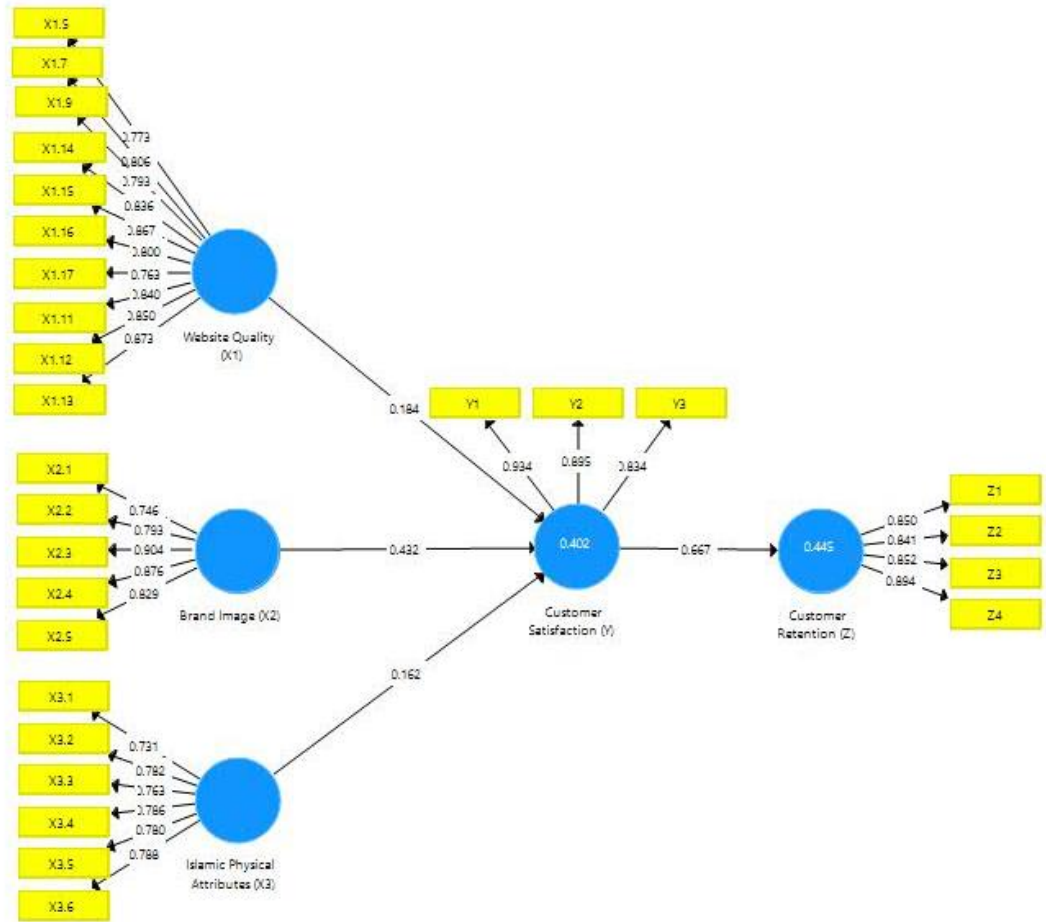 X1.5
X1.7
X1.9
X1.14
X1.15
X1.16
X1.17
X1.11
X1.12
X1.13
0.773
0.806
0.793
0.836
0.867
0.800
0.763
0.840
0.850
0.873
Website Quality
(X1)
0.184
X2.1
X2.2
X2.3
X2.4
X2.5
0.746
0.793
0.904
0.876
0.829
Brand Image (X2)
0.432
X3.1
X3.2
X3.3
X3.4
X3.5
X3.6
0.731
0.782
0.763
0.786
0.780
0.788
Islamic Physical
Attributes (X3)
0.162
Y1
Y2
Y3
0.934
0.895
0.834
0.402
Customer
Satisfaction (Y)
0.667
0.445
Customer
Retention (Z)
0.850
0.841
0.852
0.894
Z1
Z2
Z3
Z4